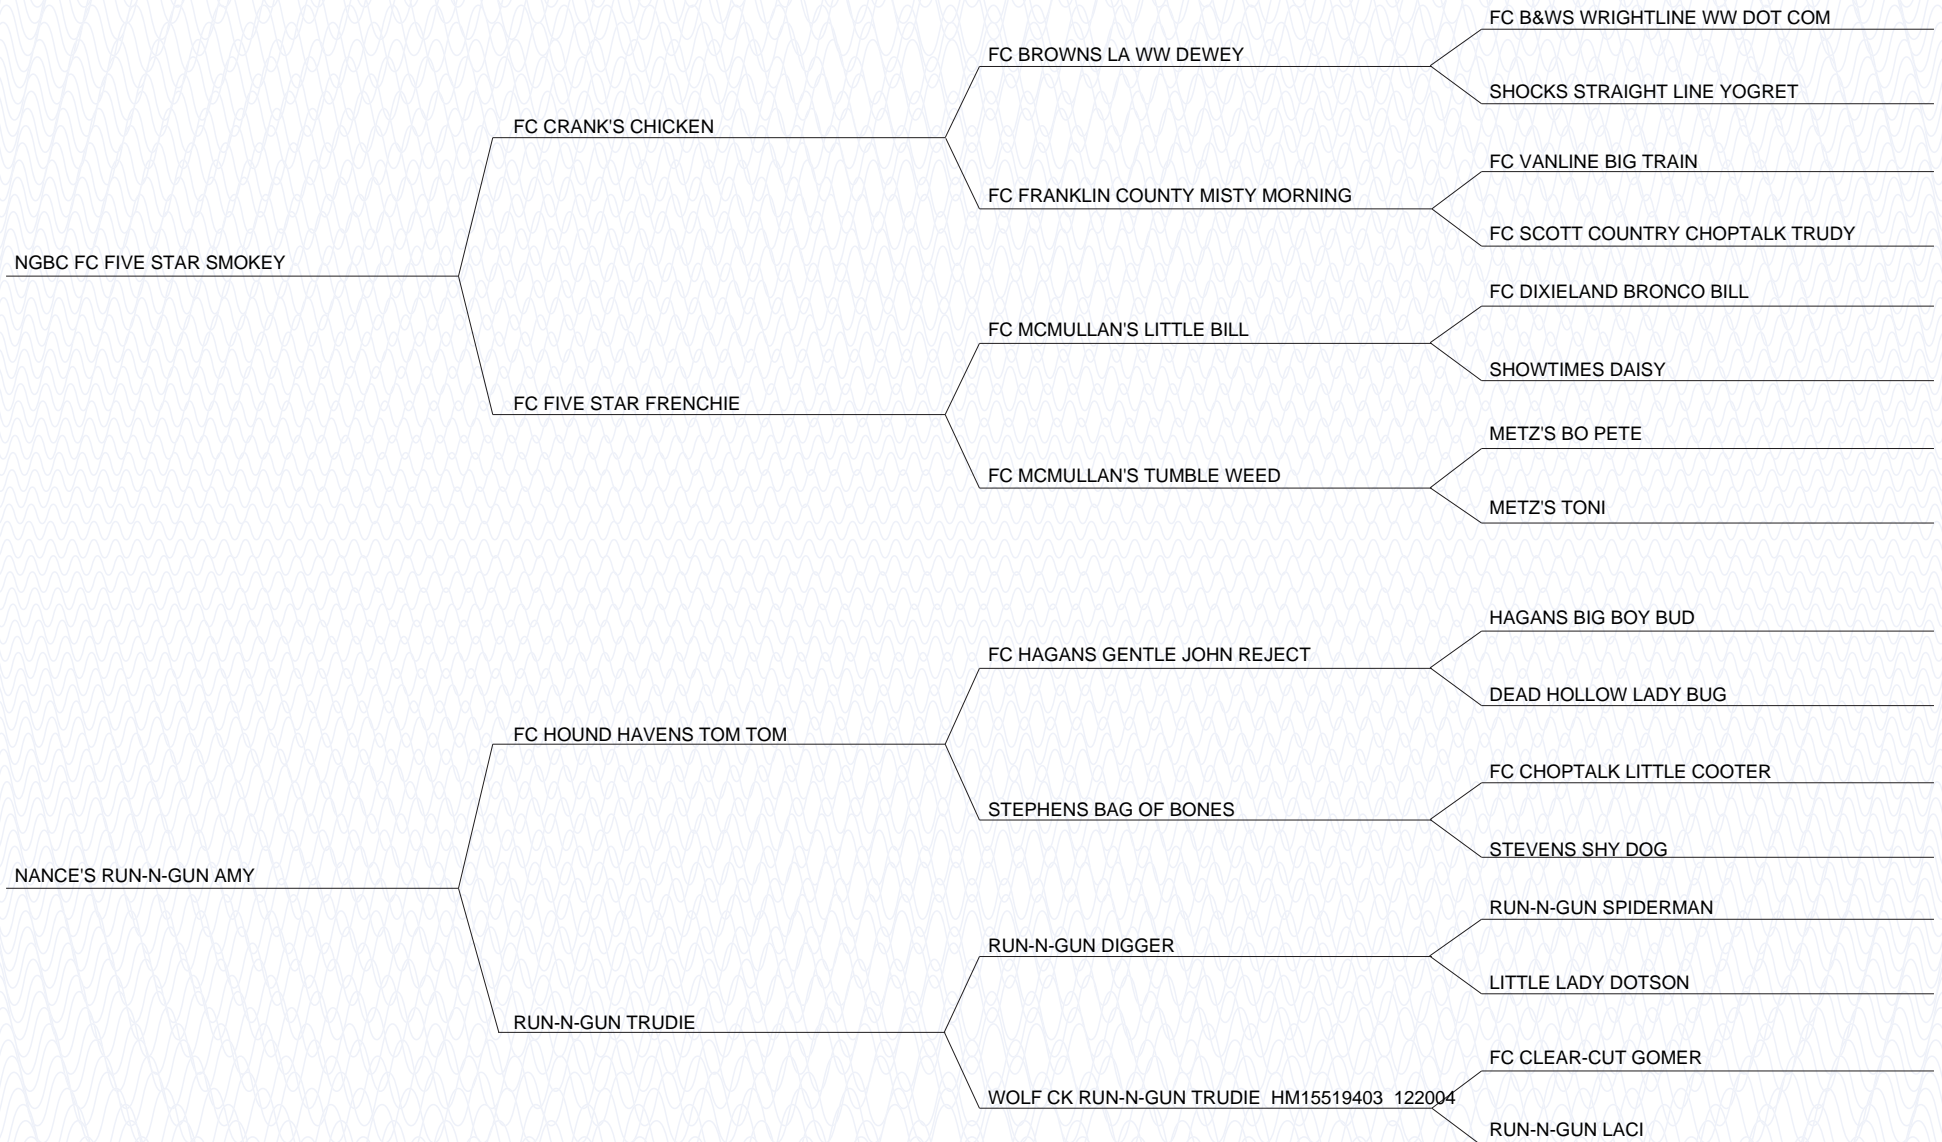 FC B&WS WRIGHTLINE WW DOT COM
FC BROWNS LA WW DEWEY
SHOCKS STRAIGHT LINE YOGRET
FC CRANK'S CHICKEN
FC VANLINE BIG TRAIN
FC FRANKLIN COUNTY MISTY MORNING
FC SCOTT COUNTRY CHOPTALK TRUDY
NGBC FC FIVE STAR SMOKEY
FC DIXIELAND BRONCO BILL
FC MCMULLAN'S LITTLE BILL
SHOWTIMES DAISY
FC FIVE STAR FRENCHIE
METZ'S BO PETE
FC MCMULLAN'S TUMBLE WEED
METZ'S TONI
HAGANS BIG BOY BUD
FC HAGANS GENTLE JOHN REJECT
DEAD HOLLOW LADY BUG
FC HOUND HAVENS TOM TOM
FC CHOPTALK LITTLE COOTER
STEPHENS BAG OF BONES
STEVENS SHY DOG
NANCE'S RUN-N-GUN AMY
RUN-N-GUN SPIDERMAN
RUN-N-GUN DIGGER
LITTLE LADY DOTSON
RUN-N-GUN TRUDIE
FC CLEAR-CUT GOMER
WOLF CK RUN-N-GUN TRUDIE HM15519403 122004
RUN-N-GUN LACI